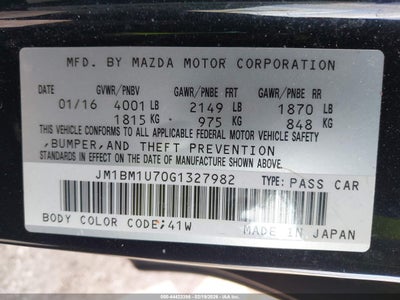 MFD. BY MAZDA MOTOR CORPORATION
DATE GVWR/PNBV GAWR/PNBE FRT GAWR/PNBE RR
01/16 4001 LB 2149 LB 1870 LB
1815 KG 975 KG 848 KG
THIS VEHICLE CONFORMS TO ALL APPLICABLE FEDERAL MOTOR VEHICLE SAFETY
,BUMPER,AND THEFT PREVENTION STANDARDS
IN EFFECT ON THE DATE OF MANUFACTURE SHOWN ABOVE.
JM1BM1U70G1327982 TYPE: PASS CAR
BODY COLOR CODE;41W
MADE IN JAPAN